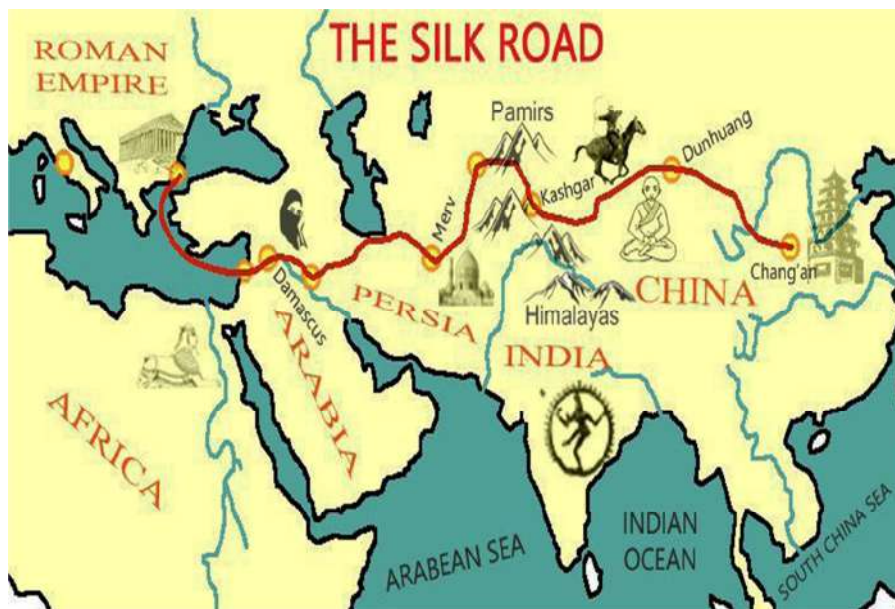 THE SILK ROAD
ROMAN
EMPIRE
Pamirs
Dunhuang
Kashgar
Merv
Chang'an
Damascus
PERSIA
CHINA
Himalayas
ARABIA
INDIA
AFRICA
ARABEAN SEA
INDIAN
OCEAN
SOUTH CHINA SEA